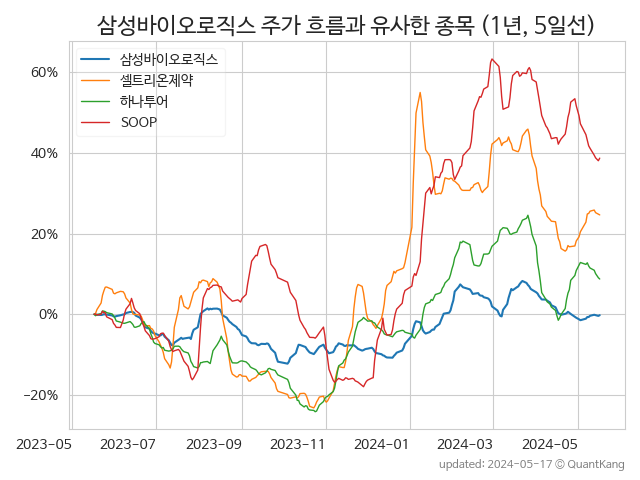 삼성바이오로직스 주가 흐름과 유사한 종목 (1년, 5일선)
삼성바이오로직스
셀트리온제약
하나투어
SOOP
60%
40%
20%
0%
−20%
2023-05 2023-07 2023-09 2023-11 2024-01 2024-03 2024-05
updated: 2024-05-17 © QuantKang